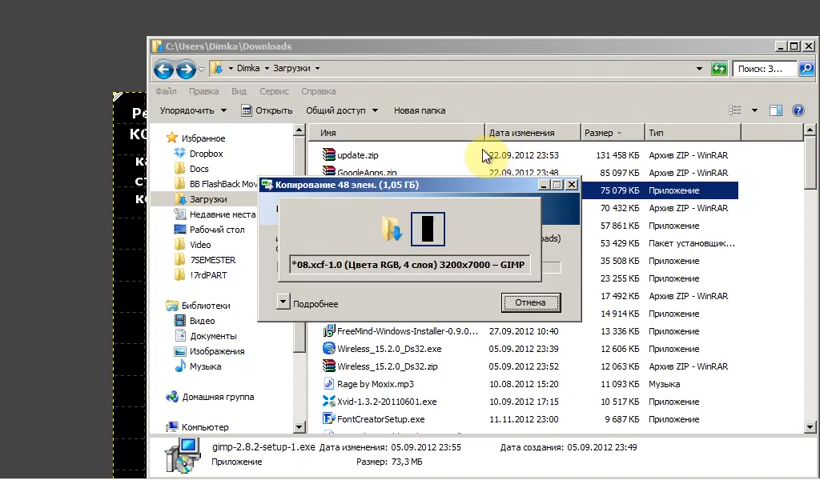 C:\Users\Dimka\Downloads
Dimka
Загрузки
Поиск: З...
Файл Правка Вид Сервис Справка
Упорядочить Открыть Общий доступ Новая папка
Имя Дата изменения Размер Тип
Избранное
Dropbox
Docs
BB FlashBack Mov
Загрузки
Недавние места
Рабочий стол
Video
7SEMESTER
!7rdPART
Библиотеки
Видео
Документы
Изображения
Музыка
Домашняя группа
Компьютер
update.zip 22.09.2012 23:53 131 458 КБ Архив ZIP - WinRAR
GoogleApps.zip 22.09.2012 23:48 85 097 КБ Архив ZIP - WinRAR
75 079 КБ Приложение
70 432 КБ Архив ZIP - WinRAR
57 861 КБ Приложение
53 429 КБ Пакет установщик...
35 508 КБ Приложение
23 255 КБ Приложение
17 492 КБ Архив ZIP - WinRAR
14 914 КБ Приложение
FreeMind-Windows-Installer-0.9.0... 27.09.2012 10:40 13 336 КБ Приложение
Wireless_15.2.0_Ds32.exe 05.09.2012 23:39 12 606 КБ Приложение
Wireless_15.2.0_Ds32.zip 05.09.2012 23:52 12 063 КБ Архив ZIP - WinRAR
Rage by Moxix.mp3 10.08.2012 15:20 11 093 КБ Музыка
Xvid-1.3.2-20110601.exe 10.09.2012 17:15 10 910 КБ Приложение
FontCreatorSetup.exe 11.11.2012 23:00 9 687 КБ Приложение
Копирование 48 элем. (1,05 ГБ)
*08.xcf-1.0 (Цвета RGB, 4 слоя) 3200x7000 – GIMP
Подробнее
Отмена
gimp-2.8.2-setup-1.exe Дата изменения: 05.09.2012 23:55 Дата создания: 05.09.2012 23:49
Приложение Размер: 73,3 МБ